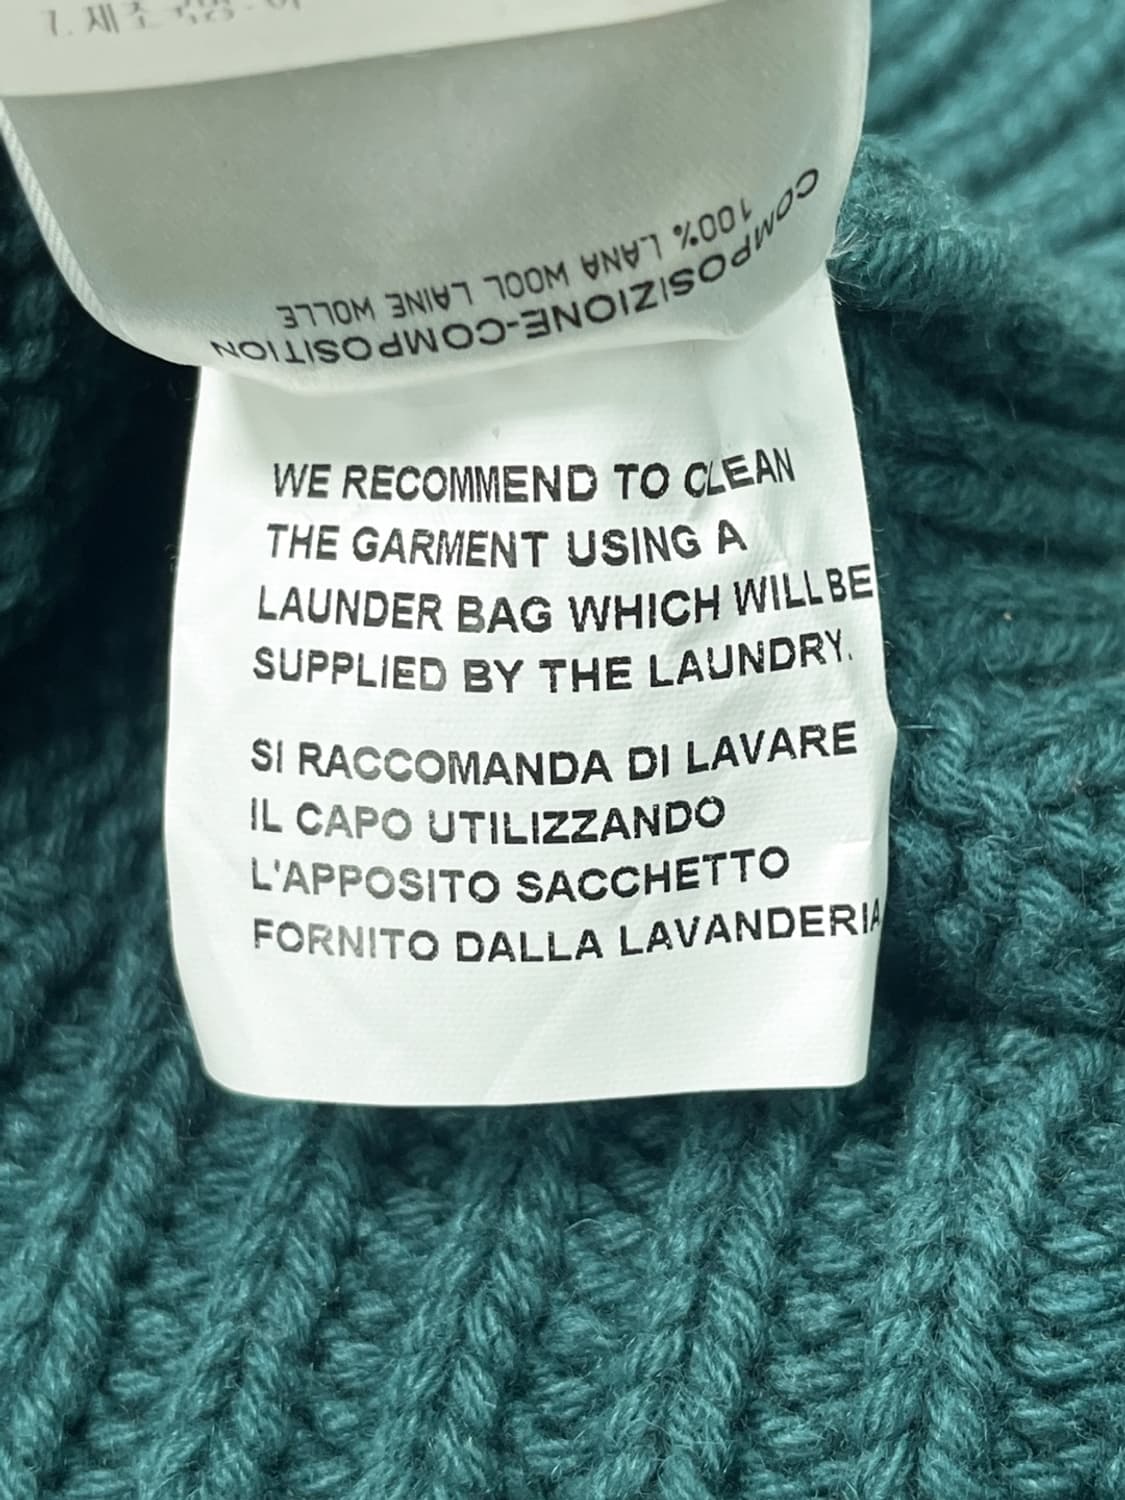 COMPOSIZIONE-COMPOSITION
100% LANA WOOL LAINE WOLLE
WE RECOMMEND TO CLEAN
THE GARMENT USING A
LAUNDER BAG WHICH WILL BE
SUPPLIED BY THE LAUNDRY.
SI RACCOMANDA DI LAVARE
IL CAPO UTILIZZANDO
L'APPOSITO SACCHETTO
FORNITO DALLA LAVANDERIA